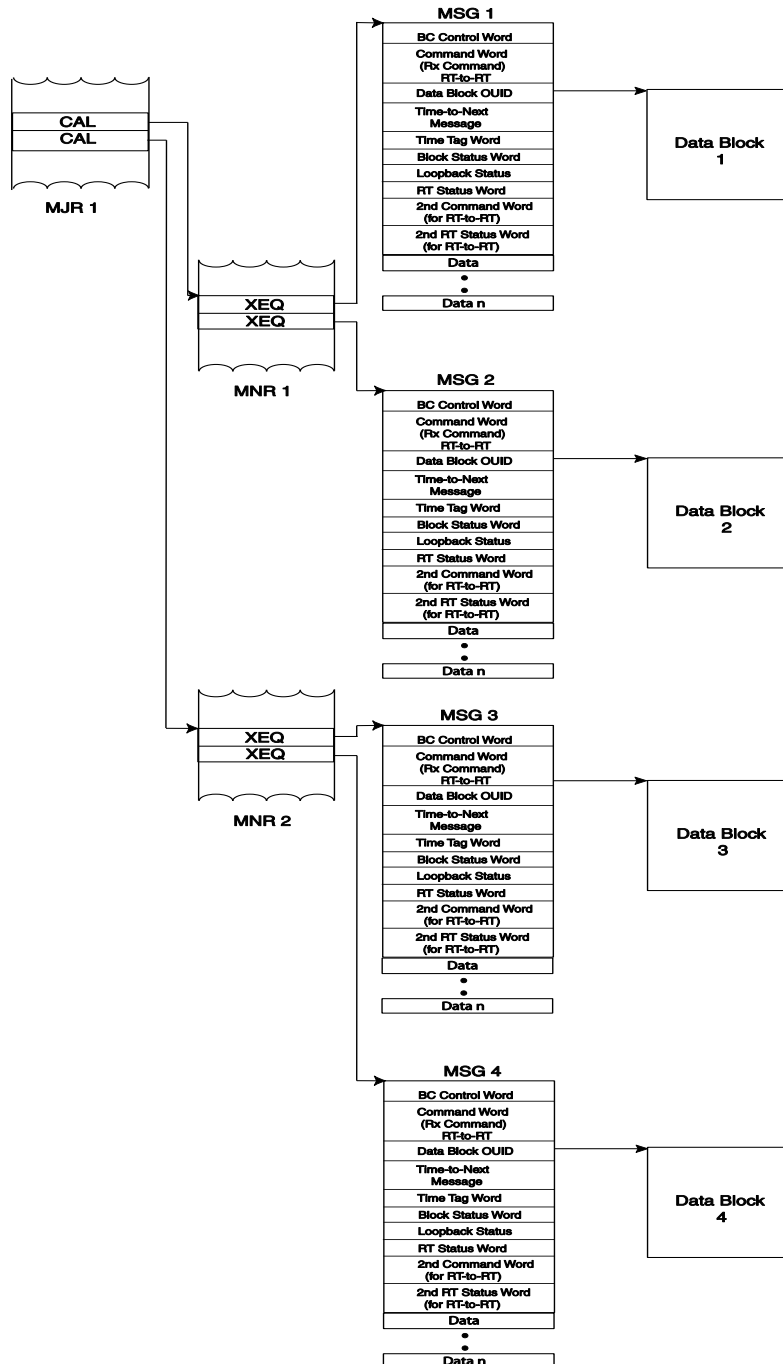 MSG 1
BC Control Word
Command Word
(Rx Command)
RT-to-RT
Data Block OUID
Time-to-Next
Message
Time Tag Word
Block Status Word
Loopback Status
RT Status Word
2nd Command Word
(for RT-to-RT)
2nd RT Status Word
(for RT-to-RT)
Data
Data n
Data Block
1
CAL
CAL
MJR 1
XEQ
XEQ
MNR 1
MSG 2
BC Control Word
Command Word
(Rx Command)
RT-to-RT
Data Block OUID
Time-to-Next
Message
Time Tag Word
Block Status Word
Loopback Status
RT Status Word
2nd Command Word
(for RT-to-RT)
2nd RT Status Word
(for RT-to-RT)
Data
Data n
Data Block
2
XEQ
XEQ
MNR 2
MSG 3
BC Control Word
Command Word
(Rx Command)
RT-to-RT
Data Block OUID
Time-to-Next
Message
Time Tag Word
Block Status Word
Loopback Status
RT Status Word
2nd Command Word
(for RT-to-RT)
2nd RT Status Word
(for RT-to-RT)
Data
Data n
Data Block
3
MSG 4
BC Control Word
Command Word
(Rx Command)
RT-to-RT
Data Block OUID
Time-to-Next
Message
Time Tag Word
Block Status Word
Loopback Status
RT Status Word
2nd Command Word
(for RT-to-RT)
2nd RT Status Word
(for RT-to-RT)
Data
Data n
Data Block
4